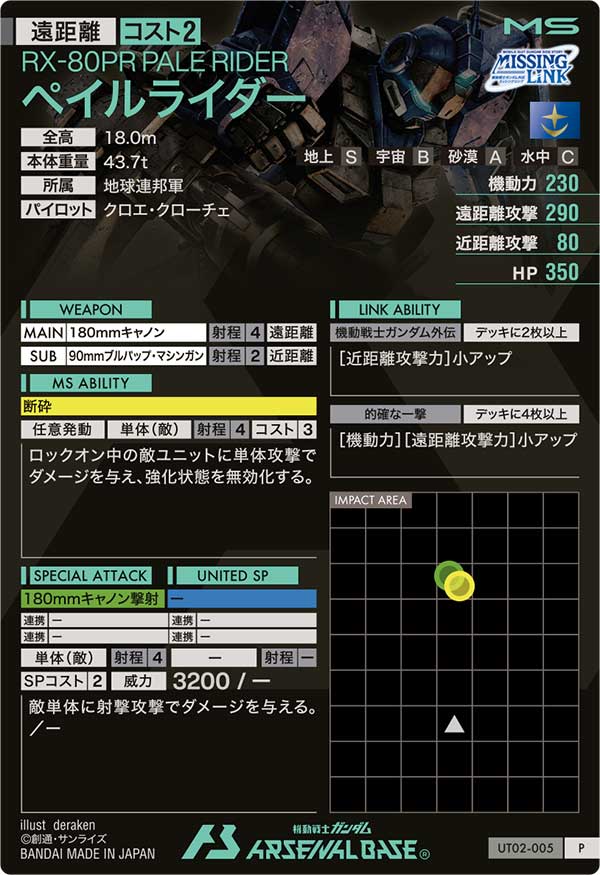 遠距離 コスト2 MS
RX-80PR PALE RIDER
ペイルライダー
MOBILE SUIT GUNDAM SIDE STORY
MISSING LINK
全高 18.0m
本体重量 43.7t
所属 地球連邦軍
パイロット クロエ・クローチェ
地上 S 宇宙 B 砂漠 A 水中 C
機動力 230
遠距離攻撃 290
近距離攻撃 80
HP 350
WEAPON
MAIN 180mmキャノン 射程 4 遠距離
SUB 90mmブルパップ・マシンガン 射程 2 近距離
MS ABILITY
断砕
任意発動 単体(敵) 射程 4 コスト 3
ロックオン中の敵ユニットに単体攻撃で
ダメージを与え、強化状態を無効化する。
LINK ABILITY
機動戦士ガンダム外伝 デッキに2枚以上
[近距離攻撃力]小アップ
的確な一撃 デッキに4枚以上
[機動力][遠距離攻撃力]小アップ
IMPACT AREA
SPECIAL ATTACK UNITED SP
180mmキャノン撃射 ー
連携 ー 連携 ー
連携 ー 連携 ー
単体(敵) 射程 4 ー 射程 ー
SPコスト 2 威力 3200 / ー
敵単体に射撃攻撃でダメージを与える。
/ー
illust deraken
©創通・サンライズ
BANDAI MADE IN JAPAN
機動戦士ガンダム
ARSENAL BASE®
UT02-005 P